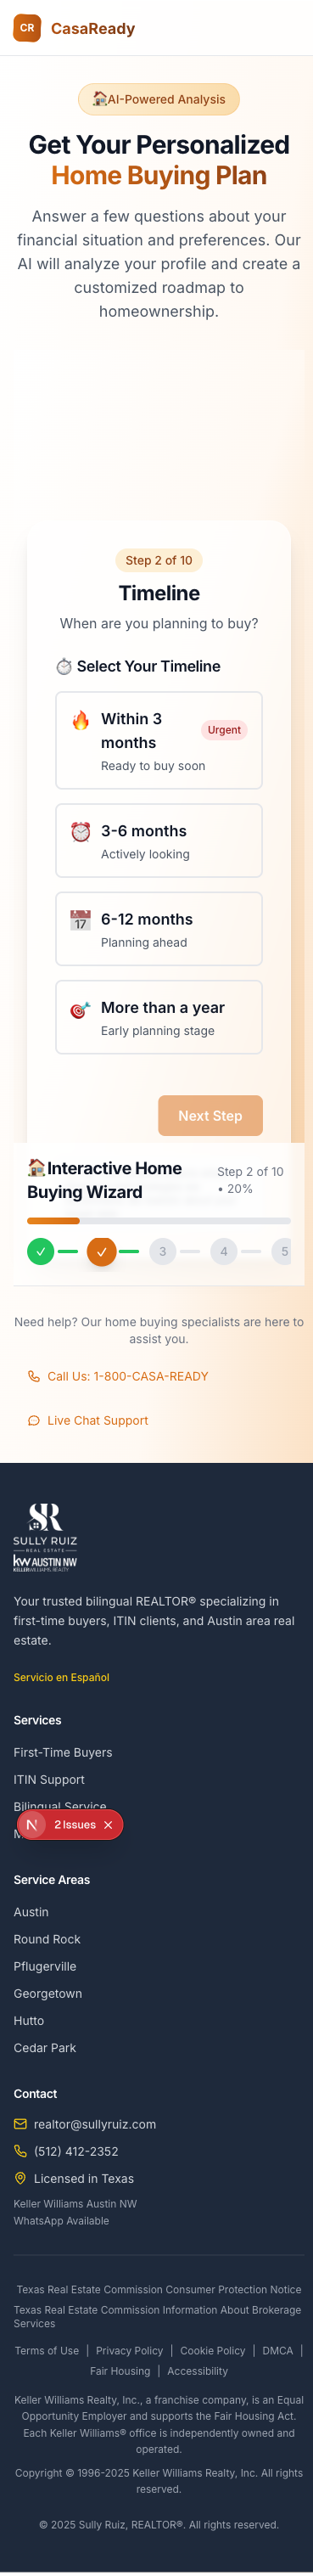 CR CasaReady
AI-Powered Analysis
Get Your Personalized
Home Buying Plan
Answer a few questions about your
financial situation and preferences. Our
AI will analyze your profile and create a
customized roadmap to
homeownership.
Step 2 of 10
Timeline
When are you planning to buy?
Select Your Timeline
Within 3
months
Urgent
Ready to buy soon
3-6 months
Actively looking
6-12 months
Planning ahead
More than a year
Early planning stage
Next Step
Interactive Home
Buying Wizard
Step 2 of 10
• 20%
3 4 5
Need help? Our home buying specialists are here to
assist you.
Call Us: 1-800-CASA-READY
Live Chat Support
SR
SULLY RUIZ
REAL ESTATE
kw AUSTIN NW
KELLERWILLIAMS. REALTY
Your trusted bilingual REALTOR® specializing in
first-time buyers, ITIN clients, and Austin area real
estate.
Servicio en Español
Services
First-Time Buyers
ITIN Support
Bilingual Service
N 2 Issues
Service Areas
Austin
Round Rock
Pflugerville
Georgetown
Hutto
Cedar Park
Contact
realtor@sullyruiz.com
(512) 412-2352
Licensed in Texas
Keller Williams Austin NW
WhatsApp Available
Texas Real Estate Commission Consumer Protection Notice
Texas Real Estate Commission Information About Brokerage
Services
Terms of Use | Privacy Policy | Cookie Policy | DMCA |
Fair Housing | Accessibility
Keller Williams Realty, Inc., a franchise company, is an Equal
Opportunity Employer and supports the Fair Housing Act.
Each Keller Williams® office is independently owned and
operated.
Copyright © 1996-2025 Keller Williams Realty, Inc. All rights
reserved.
© 2025 Sully Ruiz, REALTOR®. All rights reserved.